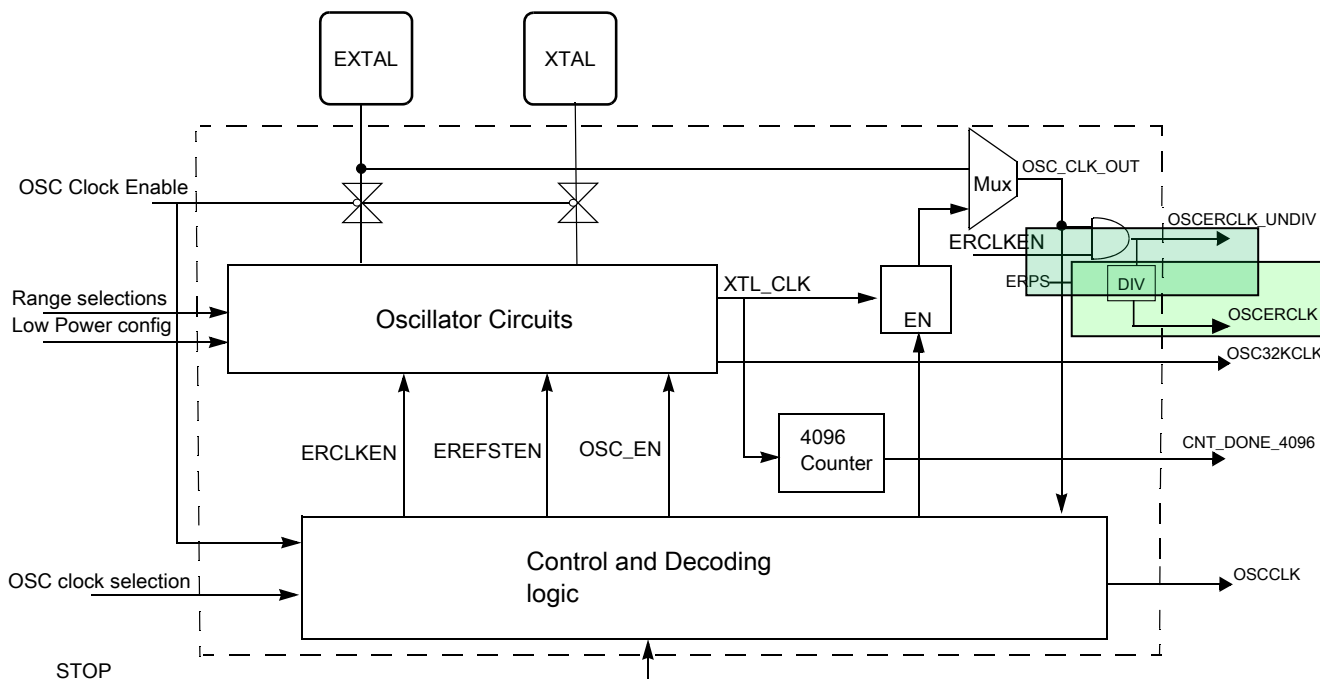 EXTAL
XTAL
OSC Clock Enable
Mux
OSC_CLK_OUT
OSCERCLK_UNDIV
ERCLKEN
XTL_CLK
ERPS
DIV
Range selections
Low Power config
Oscillator Circuits
EN
OSCERCLK
OSC32KCLK
ERCLKEN
EREFSTEN
OSC_EN
4096
Counter
CNT_DONE_4096
Control and Decoding
logic
OSC clock selection
OSCCLK
STOP